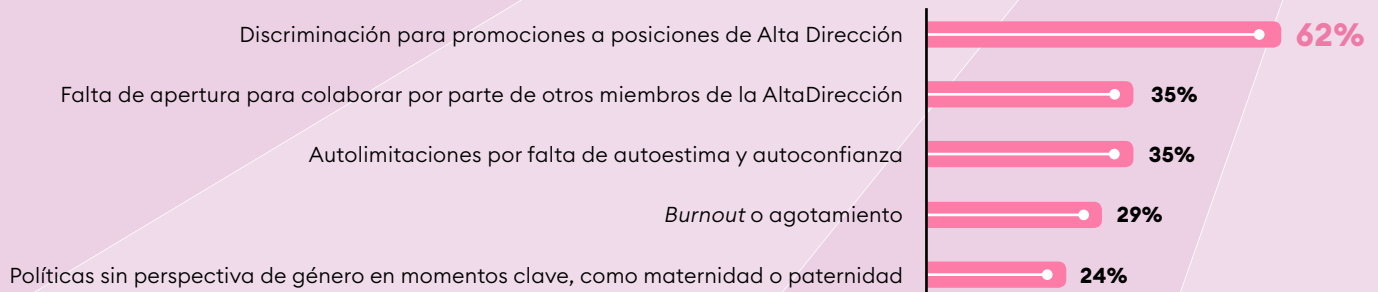 Discriminación para promociones a posiciones de Alta Dirección 62%
Falta de apertura para colaborar por parte de otros miembros de la AltaDirección 35%
Autolimitaciones por falta de autoestima y autoconfianza 35%
Burnout o agotamiento 29%
Políticas sin perspectiva de género en momentos clave, como maternidad o paternidad 24%